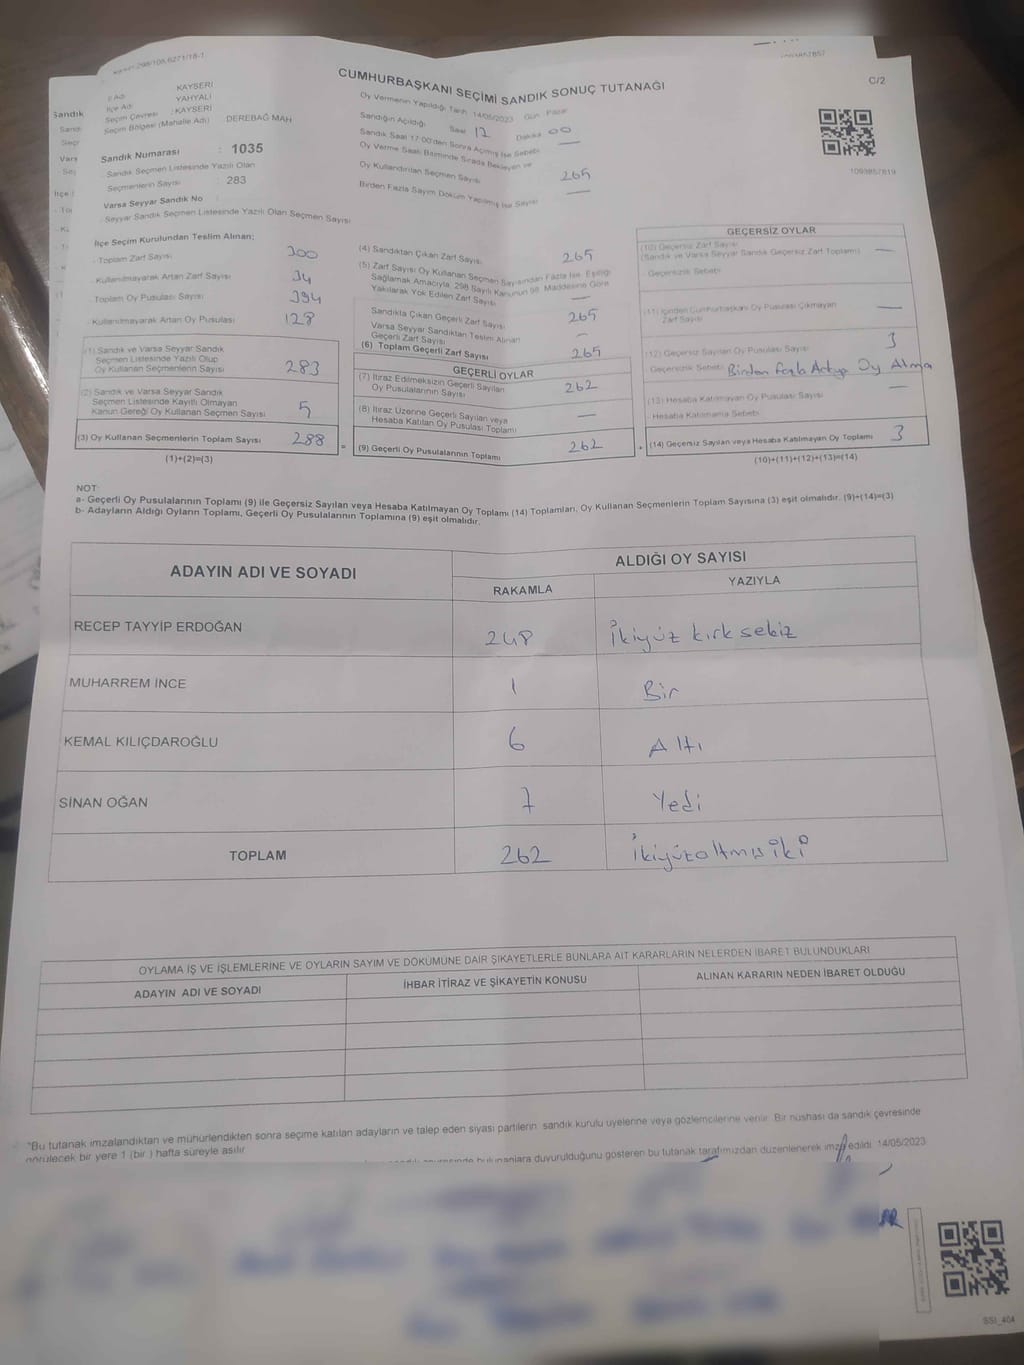 CUMHURBAŞKANI SEÇİMİ SANDIK SONUÇ TUTANAĞI
C/2
İl Adı KAYSERİ
İlçe Adı YAHYALI
Seçim Çevresi : KAYSERİ
Seçim Bölgesi (Mahalle Adı) : DEREBAĞ MAH
Sandık Numarası : 1035
Sandık Seçmen Listesinde Yazılı Olan
Seçmenlerin Sayısı : 283
Varsa Seyyar Sandık No
Seyyar Sandık Seçmen Listesinde Yazılı Olan Seçmen Sayısı
Oy Vermenin Yapıldığı Tarih 14/05/2023 Gün Pazar
Sandığın Açıldığı Saat 12 Dakika 00
Sandık Saat 17:00'den Sonra Açılmış İse Sebebi —
Oy Verme Saati Bitiminde Sırada Bekleyen ve
Oy Kullandırılan Seçmen Sayısı 265
Birden Fazla Sayım Döküm Yapılmış İse Sayısı —
1093857819
İlçe Seçim Kurulundan Teslim Alınan;
- Toplam Zarf Sayısı 300
- Kullanılmayarak Artan Zarf Sayısı 34
- Toplam Oy Pusulası Sayısı 394
- Kullanılmayarak Artan Oy Pusulası 128
(1) Sandık ve Varsa Seyyar Sandık
Seçmen Listesinde Yazılı Olup
Oy Kullanan Seçmenlerin Sayısı 283
(2) Sandık ve Varsa Seyyar Sandık
Seçmen Listesinde Kayıtlı Olmayan
Kanun Gereği Oy Kullanan Seçmen Sayısı 5
(3) Oy Kullanan Seçmenlerin Toplam Sayısı 288
(1)+(2)=(3)
(4) Sandıktan Çıkan Zarf Sayısı 265
(5) Zarf Sayısı Oy Kullanan Seçmen Sayısından Fazla İse, Eşitliği
Sağlamak Amacıyla, 298 Sayılı Kanunun 98. Maddesine Göre
Yakılarak Yok Edilen Zarf Sayısı —
Sandıkla Çıkan Geçerli Zarf Sayısı 265
Varsa Seyyar Sandıktan Teslim Alınan
Geçerli Zarf Sayısı —
(6) Toplam Geçerli Zarf Sayısı 265
GEÇERLİ OYLAR
(7) İtiraz Edilmeksizin Geçerli Sayılan
Oy Pusulalarının Sayısı 262
(8) İtiraz Üzerine Geçerli Sayılan veya
Hesaba Katılan Oy Pusulası Toplamı —
=
(9) Geçerli Oy Pusulalarının Toplamı 262
+
GEÇERSİZ OYLAR
(10) Geçersiz Zarf Sayısı
(Sandık ve Varsa Seyyar Sandık Geçersiz Zarf Toplamı) —
Geçersizlik Sebebi
(11) İçinden Cumhurbaşkanı Oy Pusulası Çıkmayan
Zarf Sayısı —
(12) Geçersiz Sayılan Oy Pusulası Sayısı 3
Geçersizlik Sebebi Birden Fazla Adaya Oy Atma
(13) Hesaba Katılmayan Oy Pusulası Sayısı —
Hesaba Katılmama Sebebi
(14) Geçersiz Sayılan veya Hesaba Katılmayan Oy Toplamı 3
(10)+(11)+(12)+(13)=(14)
NOT:
a- Geçerli Oy Pusulalarının Toplamı (9) ile Geçersiz Sayılan veya Hesaba Katılmayan Oy Toplamı (14) Toplamları, Oy Kullanan Seçmenlerin Toplam Sayısına (3) eşit olmalıdır. (9)+(14)=(3)
b- Adayların Aldığı Oyların Toplamı, Geçerli Oy Pusulalarının Toplamına (9) eşit olmalıdır.
ADAYIN ADI VE SOYADI
ALDIĞI OY SAYISI
RAKAMLA YAZIYLA
RECEP TAYYİP ERDOĞAN 248 İkiyüz kırk sekiz
MUHARREM İNCE 1 Bir
KEMAL KILIÇDAROĞLU 6 Altı
SİNAN OĞAN 7 Yedi
TOPLAM 262 İkiyüzaltmış iki
OYLAMA İŞ VE İŞLEMLERİNE VE OYLARIN SAYIM VE DÖKÜMÜNE DAİR ŞİKAYETLERLE BUNLARA AİT KARARLARIN NELERDEN İBARET BULUNDUKLARI
ADAYIN ADI VE SOYADI İHBAR İTİRAZ VE ŞİKAYETİN KONUSU ALINAN KARARIN NEDEN İBARET OLDUĞU
"Bu tutanak imzalandıktan ve mühürlendikten sonra seçime katılan adayların ve talep eden siyasi partilerin sandık kurulu üyelerine veya gözlemcilerine verilir. Bir nüshası da sandık çevresinde
görülecek bir yere 1 (bir ) hafta süreyle asılır.
bulunanlara duyurulduğunu gösteren bu tutanak tarafımızdan düzenlenerek imza edildi. 14/05/2023
SSI_404